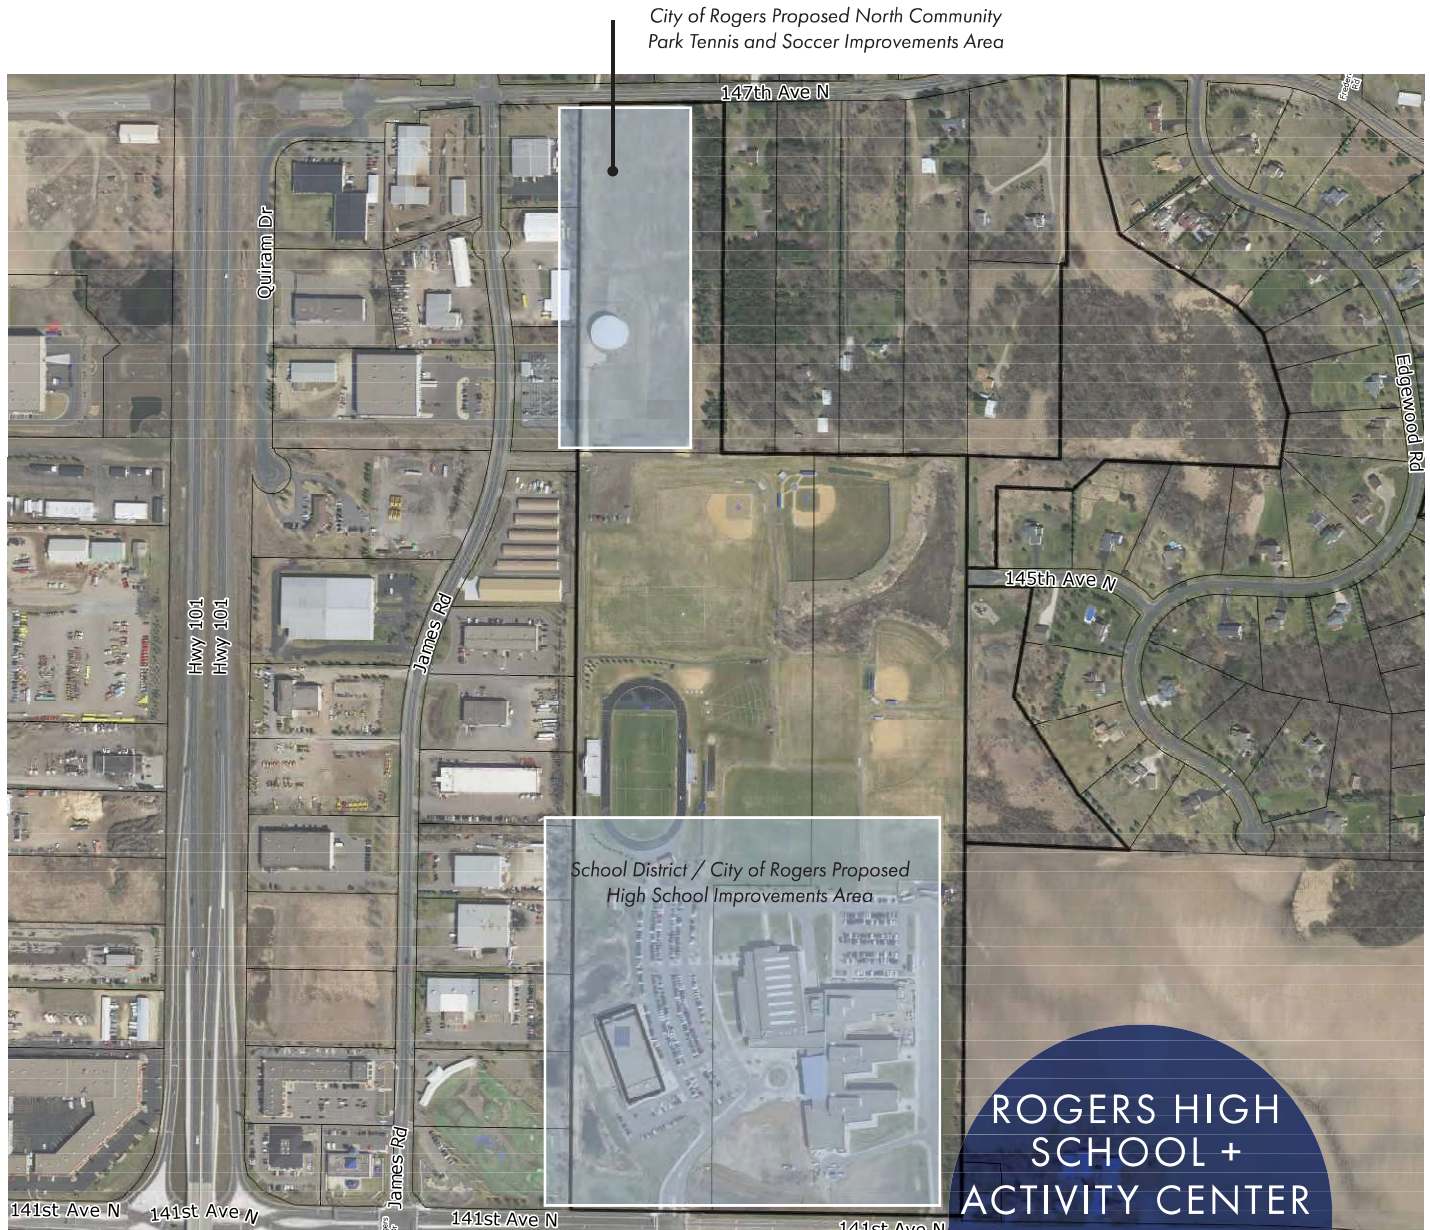 City of Rogers Proposed North Community
Park Tennis and Soccer Improvements Area
147th Ave N
Quiram Dr
Edgewood Rd
145th Ave N
Hwy 101
Hwy 101
James Rd
School District / City of Rogers Proposed
High School Improvements Area
ROGERS HIGH
SCHOOL +
ACTIVITY CENTER
James Rd
141st Ave N
141st Ave N
141st Ave N
141st Ave N